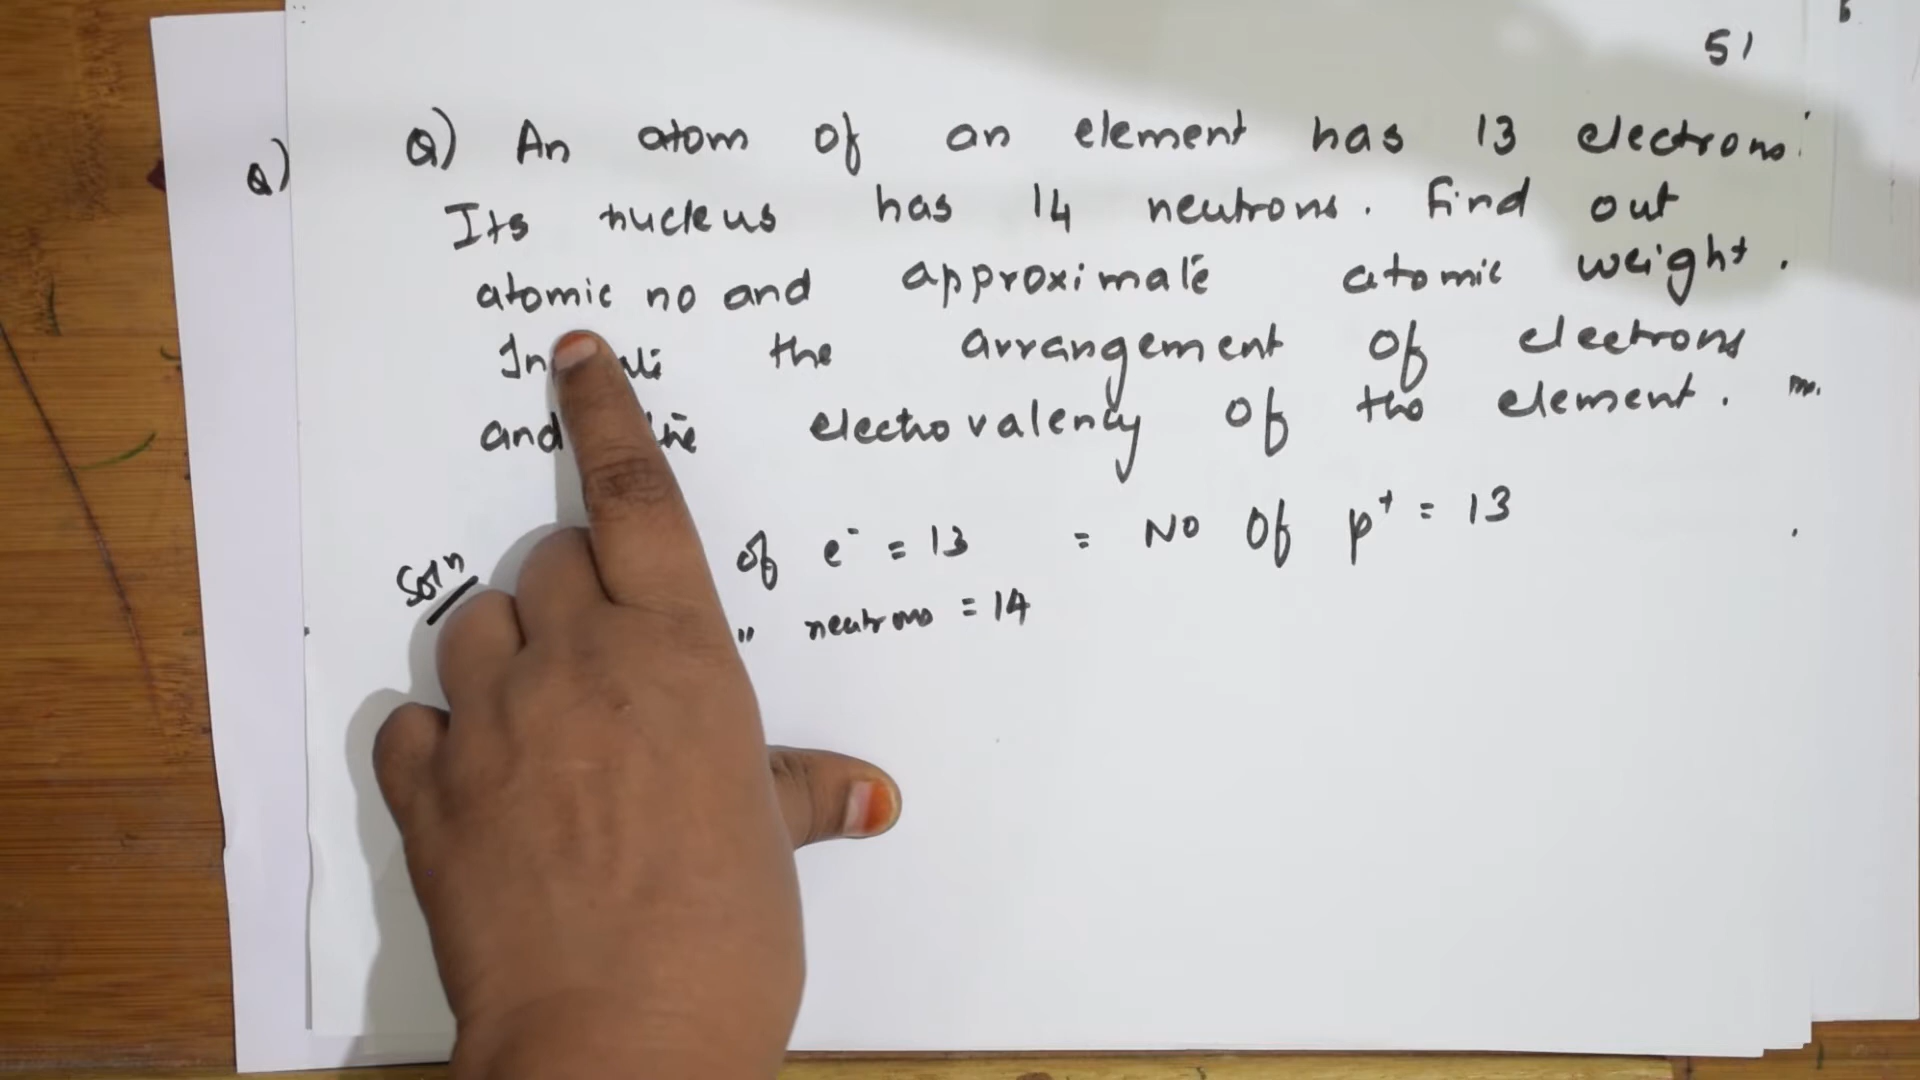 51
Q) Q) An atom of an element has 13 electrons.
Its nucleus has 14 neutrons. Find out
atomic no and approximate atomic weight.
the arrangement of electrons
and electrovalency of the element.
Soln of e⁻ = 13 = No Of p⁺ = 13
" neutrons = 14